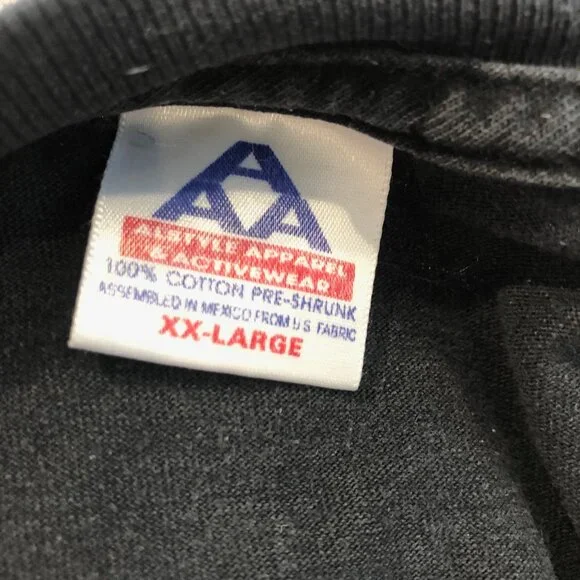 AAA
ALSTYLE APPAREL
& ACTIVEWEAR
100% COTTON PRE-SHRUNK
ASSEMBLED IN MEXICO FROM U.S. FABRIC
XX-LARGE